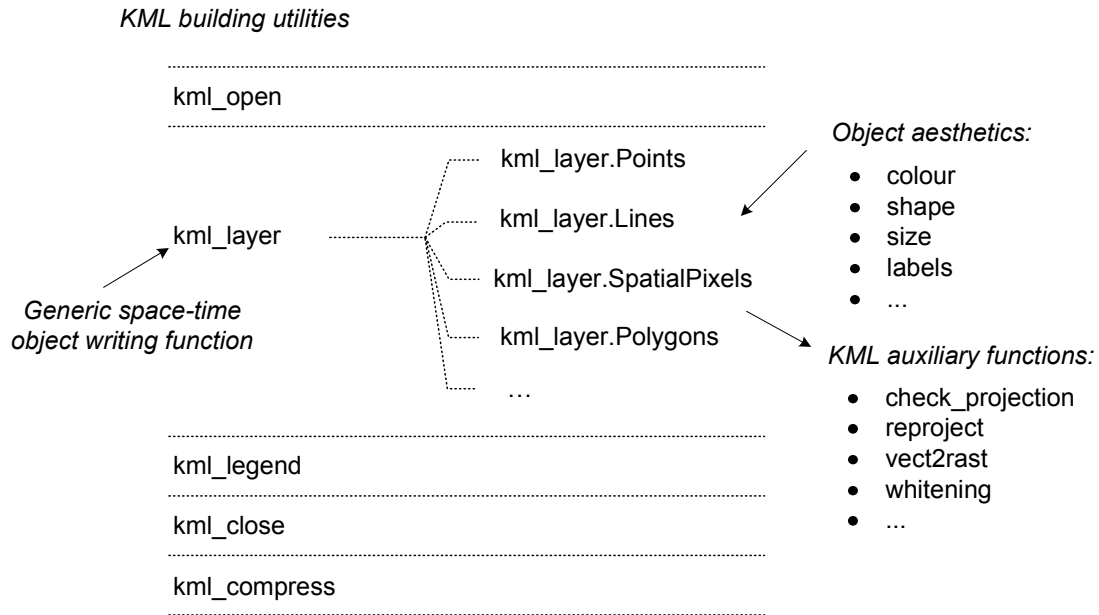 KML building utilities
kml_open
kml_layer
Generic space-time
object writing function
kml_layer.Points
kml_layer.Lines
kml_layer.SpatialPixels
kml_layer.Polygons
...
Object aesthetics:
● colour
● shape
● size
● labels
● ...
KML auxiliary functions:
● check_projection
● reproject
● vect2rast
● whitening
● ...
kml_legend
kml_close
kml_compress